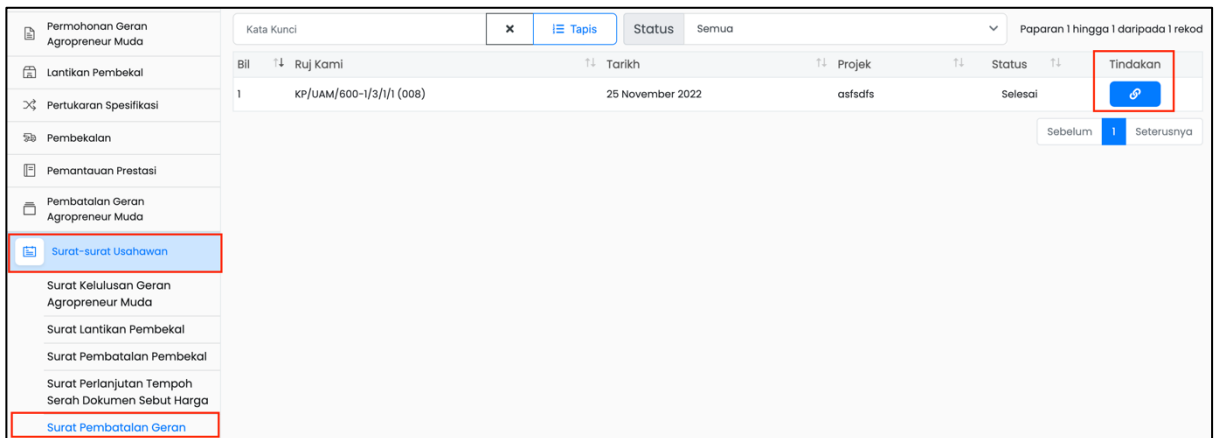 Permohonan Geran
Agropreneur Muda
Lantikan Pembekal
Pertukaran Spesifikasi
Pembekalan
Pemantauan Prestasi
Pembatalan Geran
Agropreneur Muda
Surat-surat Usahawan
Surat Kelulusan Geran
Agropreneur Muda
Surat Lantikan Pembekal
Surat Pembatalan Pembekal
Surat Perlanjutan Tempoh
Serah Dokumen Sebut Harga
Surat Pembatalan Geran
Kata Kunci Tapis Status Semua Paparan 1 hingga 1 daripada 1 rekod
Bil Ruj Kami Tarikh Projek Status Tindakan
1 KP/UAM/600-1/3/1/1 (008) 25 November 2022 asfsdfs Selesai
Sebelum 1 Seterusnya